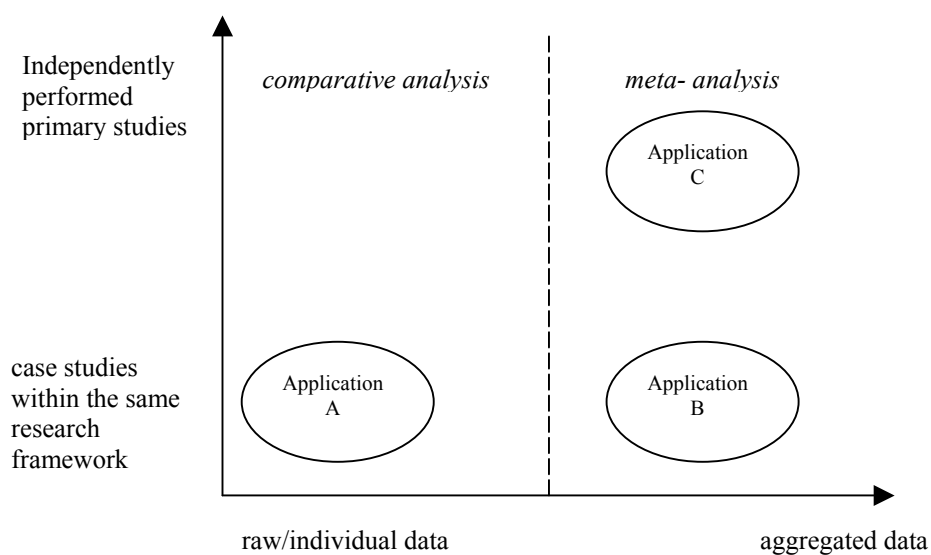 Independently
performed
primary studies
comparative analysis
meta- analysis
Application
C
case studies
within the same
research
framework
Application
A
Application
B
raw/individual data
aggregated data